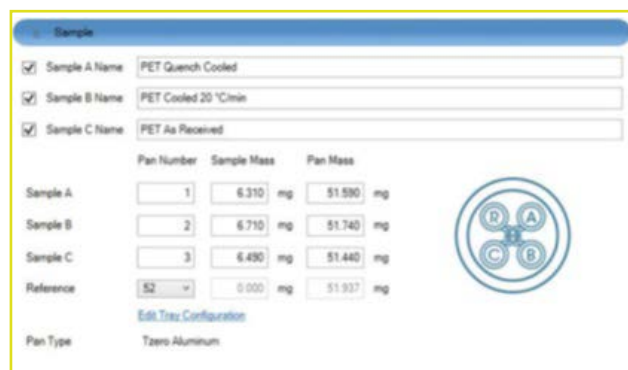 Sample
Sample A Name PET Quench Cooled
Sample B Name PET Cooled 20 °C/min
Sample C Name PET As Received
Pan Number Sample Mass Pan Mass
Sample A 1 6.310 mg 51.590 mg
Sample B 2 6.710 mg 51.740 mg
Sample C 3 6.490 mg 51.440 mg
Reference 52 0.000 mg 51.937 mg
R A
C B
Edit Tray Configuration
Pan Type Tzero Aluminum